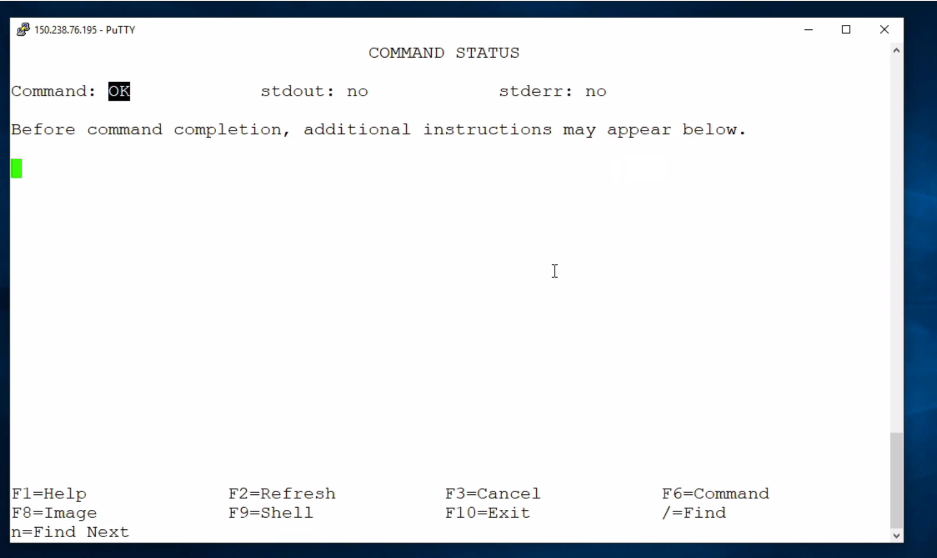 150.238.76.195 - PuTTY
COMMAND STATUS
Command: OK stdout: no stderr: no
Before command completion, additional instructions may appear below.
F1=Help F2=Refresh F3=Cancel F6=Command
F8=Image F9=Shell F10=Exit /=Find
n=Find Next